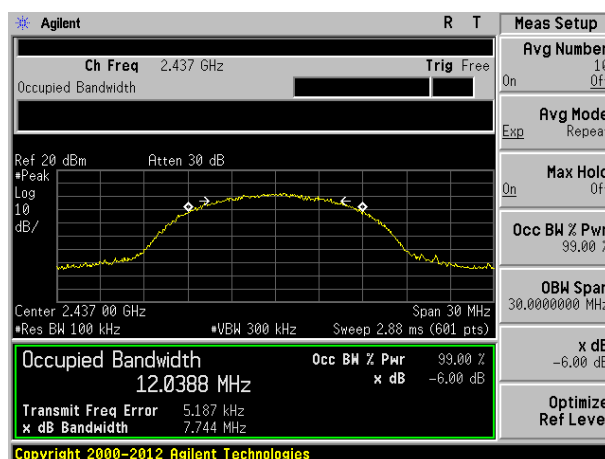 Agilent R T Meas Setup
Avg Number
10
On Off
Ch Freq 2.437 GHz Trig Free
Occupied Bandwidth
Avg Mode
Exp Repeat
Ref 20 dBm Atten 30 dB
#Peak
Log
10
dB/
Max Hold
On Off
Occ BW % Pwr
99.00 %
OBW Span
30.0000000 MHz
Center 2.437 00 GHz Span 30 MHz
#Res BW 100 kHz #VBW 300 kHz Sweep 2.88 ms (601 pts)
x dB
-6.00 dB
Occupied Bandwidth
12.0388 MHz
Occ BW % Pwr 99.00 %
x dB -6.00 dB
Transmit Freq Error 5.187 kHz
x dB Bandwidth 7.744 MHz
Optimize
Ref Level
Copyright 2000-2012 Agilent Technologies